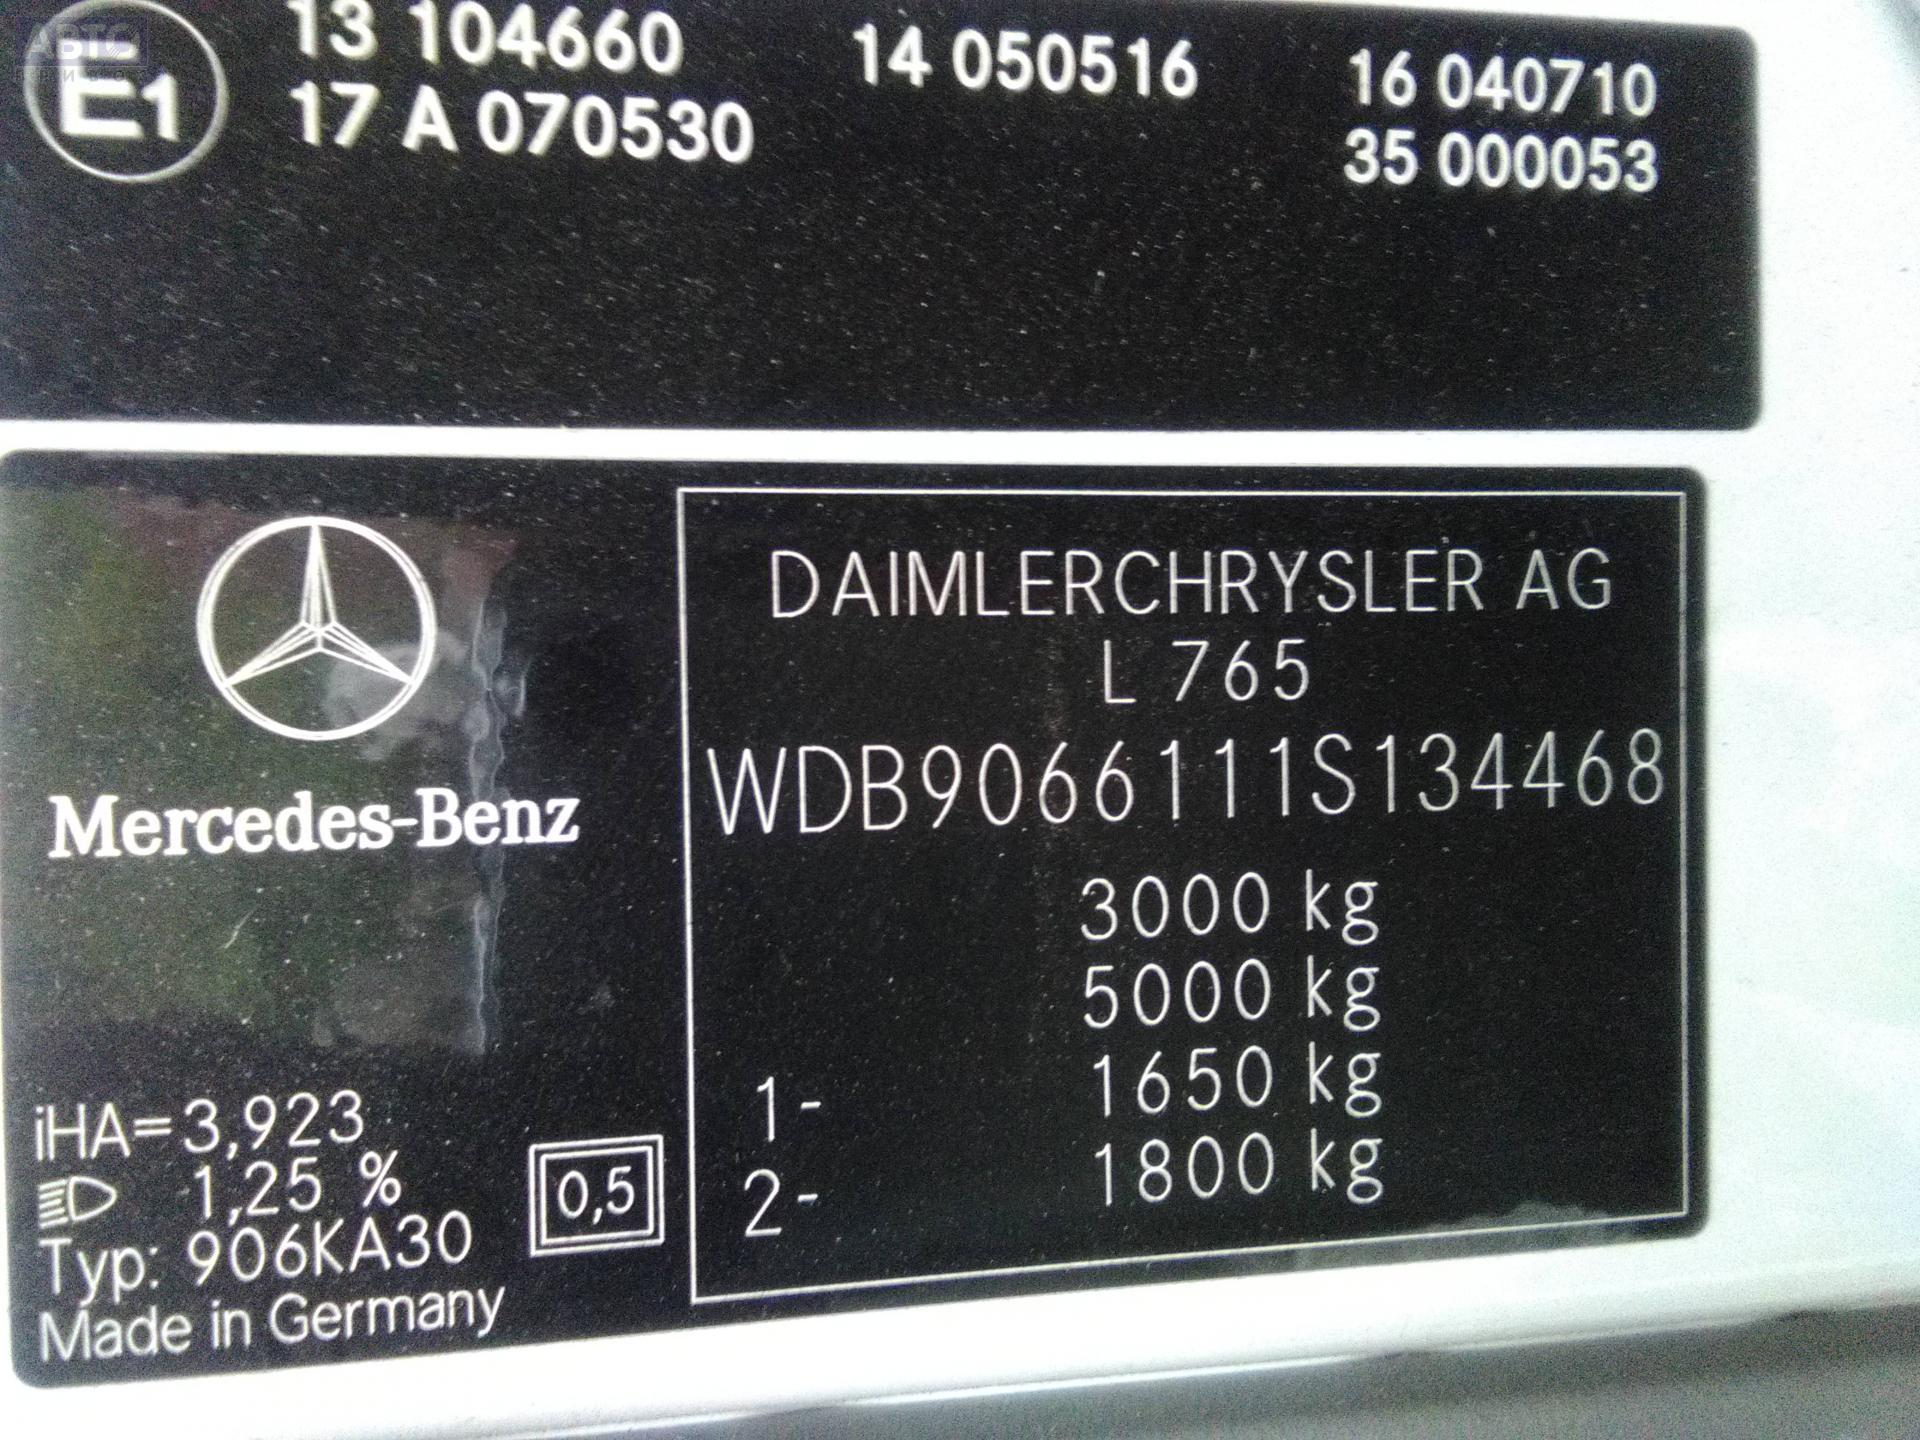 АВТО
E1
13 104660 14 050516 16 040710
17 A 070530 35 000053
Mercedes-Benz
iHA=3,923
1,25 %
Typ: 906KA30
Made in Germany
0,5
DAIMLERCHRYSLER AG
L 765
WDB9066111S134468
3000 kg
5000 kg
1- 1650 kg
2- 1800 kg